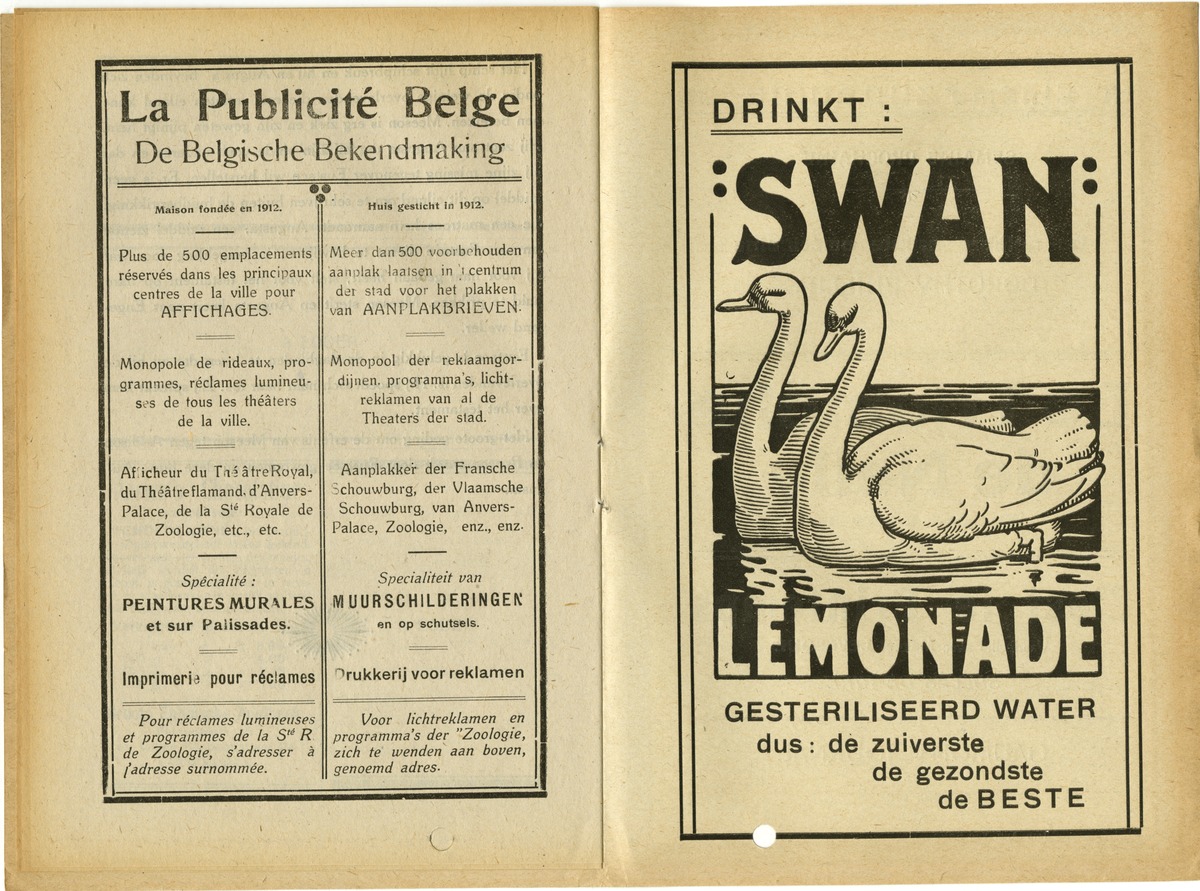 La Publicité Belge
De Belgische Bekendmaking
Maison fondée en 1912.
Plus de 500 emplacements
réservés dans les principaux
centres de la ville pour
AFFICHAGES.
Monopole de rideaux, pro-
grammes, réclames lumineu-
ses de tous les théâters
de la ville.
Afficheur du Théâtre Royal,
du Théâtre flamand, d'Anvers-
Palace, de la Sté Royale de
Zoologie, etc., etc.
Spécialité :
PEINTURES MURALES
et sur Palissades.
Imprimerie pour réclames
Pour réclames lumineuses
et programmes de la Sté R
de Zoologie, s'adresser à
l'adresse surnommée.
Huis gesticht in 1912.
Meer dan 500 voorbehouden
aanplak laatsen in 't centrum
der stad voor het plakken
van AANPLAKBRIEVEN.
Monopool der reklaamgor-
dijnen, programma's, licht-
reklamen van al de
Theaters der stad.
Aanplakker der Fransche
Schouwburg, der Vlaamsche
Schouwburg, van Anvers-
Palace, Zoologie, enz., enz.
Specialiteit van
MUURSCHILDERINGEN
en op schutsels.
Drukkerij voor reklamen
Voor lichtreklamen en
programma's der "Zoologie,
zich te wenden aan boven,
genoemd adres.
DRINKT :
:SWAN:
LEMONADE
GESTERILISEERD WATER
dus : de zuiverste
de gezondste
de BESTE